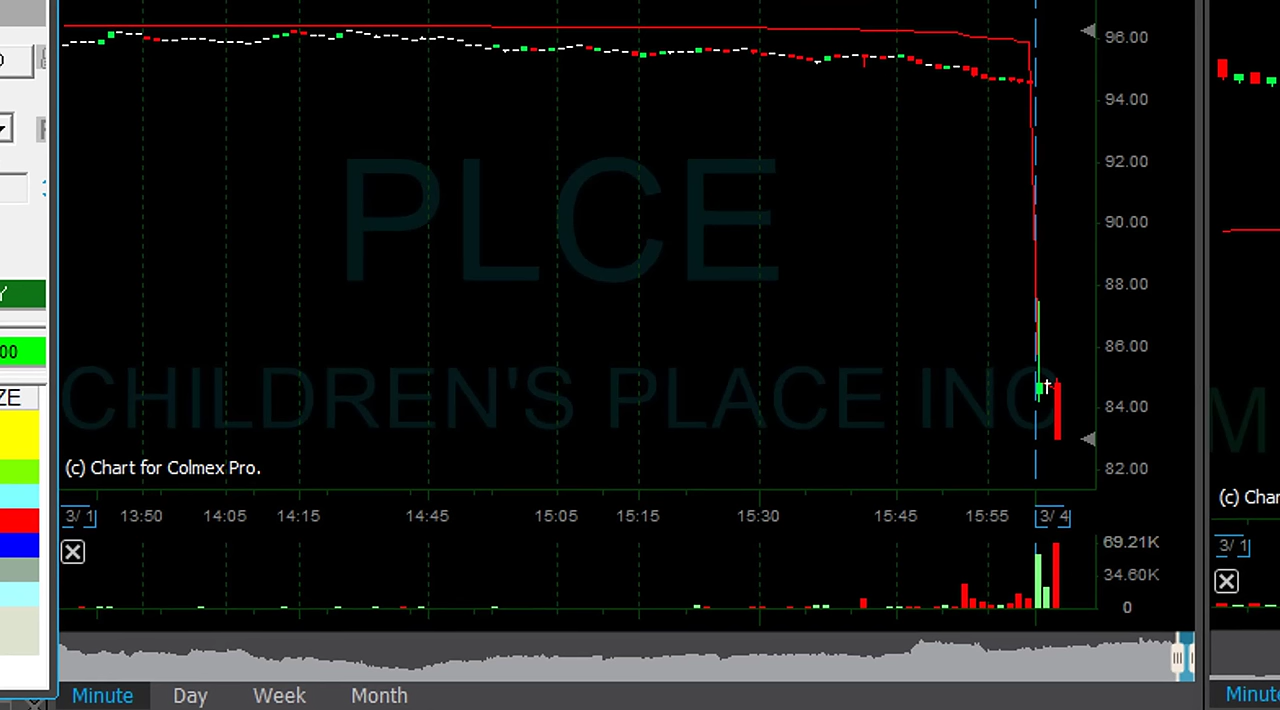 96.00
94.00
92.00
90.00
88.00
86.00
84.00
82.00
PLCE
CHILDREN'S PLACE INC
(c) Chart for Colmex Pro.
3/ 1
13:50
14:05
14:15
14:45
15:05
15:15
15:30
15:45
15:55
3/ 4
69.21K
34.60K
0
Minute
Day
Week
Month
00
ZE
M
(c) Char
3/ 1
Minute